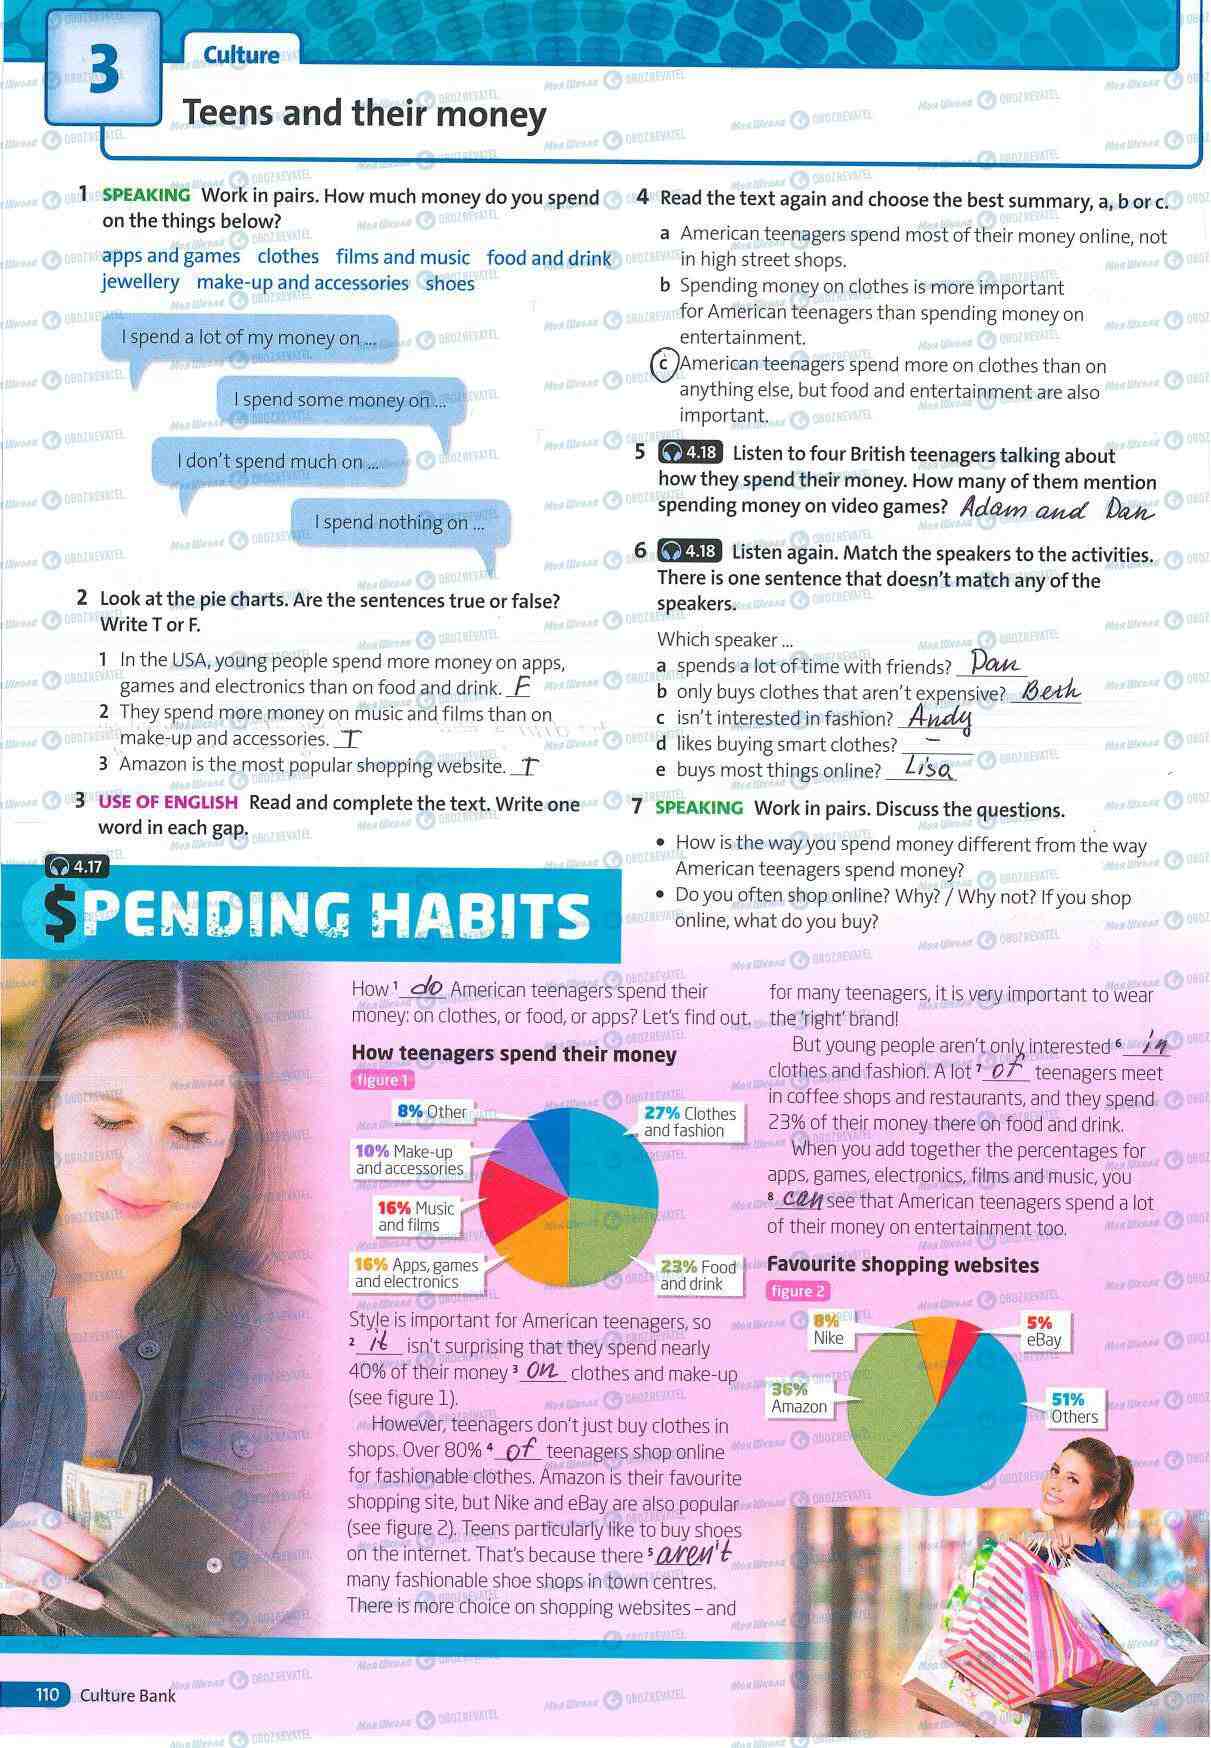 3
Culture
Teens and their money
1 SPEAKING Work in pairs. How much money do you spend
on the things below?
apps and games clothes films and music food and drink
jewellery make-up and accessories shoes
I spend a lot of my money on ...
I spend some money on ...
I don't spend much on ...
I spend nothing on ...
2 Look at the pie charts. Are the sentences true or false?
Write T or F.
1 In the USA, young people spend more money on apps,
games and electronics than on food and drink. F
2 They spend more money on music and films than on
make-up and accessories. T
3 Amazon is the most popular shopping website. T
3 USE OF ENGLISH Read and complete the text. Write one
word in each gap.
4 Read the text again and choose the best summary, a, b or c.
a American teenagers spend most of their money online, not
in high street shops.
b Spending money on clothes is more important
for American teenagers than spending money on
entertainment.
c American teenagers spend more on clothes than on
anything else, but food and entertainment are also
important.
5 4.18 Listen to four British teenagers talking about
how they spend their money. How many of them mention
spending money on video games? Adam and Dan
6 4.18 Listen again. Match the speakers to the activities.
There is one sentence that doesn't match any of the
speakers.
Which speaker ...
a spends a lot of time with friends? Dan
b only buys clothes that aren't expensive? Beth
c isn't interested in fashion? Andy
d likes buying smart clothes? –
e buys most things online? Lisa
7 SPEAKING Work in pairs. Discuss the questions.
• How is the way you spend money different from the way
American teenagers spend money?
• Do you often shop online? Why? / Why not? If you shop
online, what do you buy?
4.17
$PENDING HABITS
How 1 do American teenagers spend their
money: on clothes, or food, or apps? Let's find out.
How teenagers spend their money
figure 1
8% Other
27% Clothes
and fashion
10% Make-up
and accessories
16% Music
and films
16% Apps, games
and electronics
23% Food
and drink
Style is important for American teenagers, so
2 it isn't surprising that they spend nearly
40% of their money 3 on clothes and make-up
(see figure 1).
However, teenagers don't just buy clothes in
shops. Over 80% 4 of teenagers shop online
for fashionable clothes. Amazon is their favourite
shopping site, but Nike and eBay are also popular
(see figure 2). Teens particularly like to buy shoes
on the internet. That's because there 5 aren't
many fashionable shoe shops in town centres.
There is more choice on shopping websites – and
for many teenagers, it is very important to wear
the 'right' brand!
But young people aren't only interested 6 in
clothes and fashion. A lot 7 of teenagers meet
in coffee shops and restaurants, and they spend
23% of their money there on food and drink.
When you add together the percentages for
apps, games, electronics, films and music, you
8 can see that American teenagers spend a lot
of their money on entertainment too.
Favourite shopping websites
figure 2
8%
Nike
5%
eBay
36%
Amazon
51%
Others
110 Culture Bank
Моя Школа OBOZREVATEL